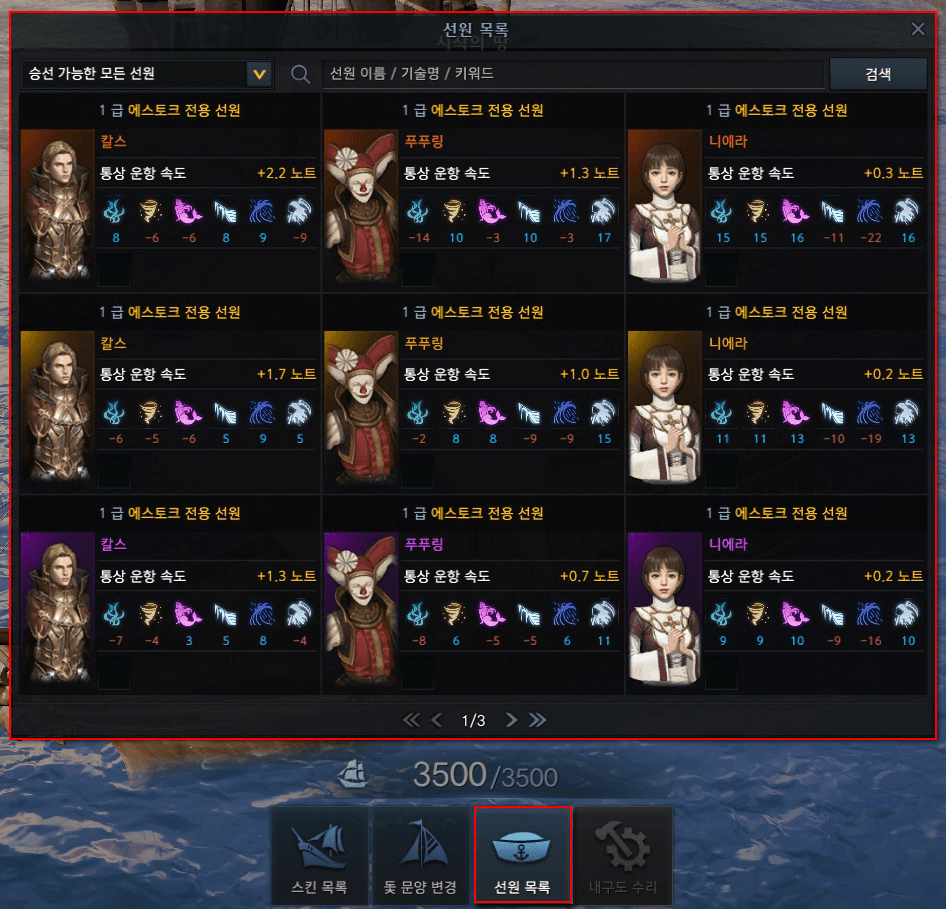 선원 목록
시작의 땅
승선 가능한 모든 선원
선원 이름 / 기술명 / 키워드
검색
1 급 에스토크 전용 선원
칼스
통상 운항 속도 +2.2 노트
8 -6 -6 8 9 -9
1 급 에스토크 전용 선원
푸푸링
통상 운항 속도 +1.3 노트
-14 10 -3 10 -3 17
1 급 에스토크 전용 선원
니에라
통상 운항 속도 +0.3 노트
15 15 16 -11 -22 16
1 급 에스토크 전용 선원
칼스
통상 운항 속도 +1.7 노트
-6 -5 -6 5 9 5
1 급 에스토크 전용 선원
푸푸링
통상 운항 속도 +1.0 노트
-2 8 8 -9 -9 15
1 급 에스토크 전용 선원
니에라
통상 운항 속도 +0.2 노트
11 11 13 -10 -19 13
1 급 에스토크 전용 선원
칼스
통상 운항 속도 +1.3 노트
-7 -4 3 5 8 -4
1 급 에스토크 전용 선원
푸푸링
통상 운항 속도 +0.7 노트
-8 6 -5 -5 6 11
1 급 에스토크 전용 선원
니에라
통상 운항 속도 +0.2 노트
9 9 10 -9 -16 10
1/3
3500/3500
스킨 목록
돛 문양 변경
선원 목록
내구도 수리